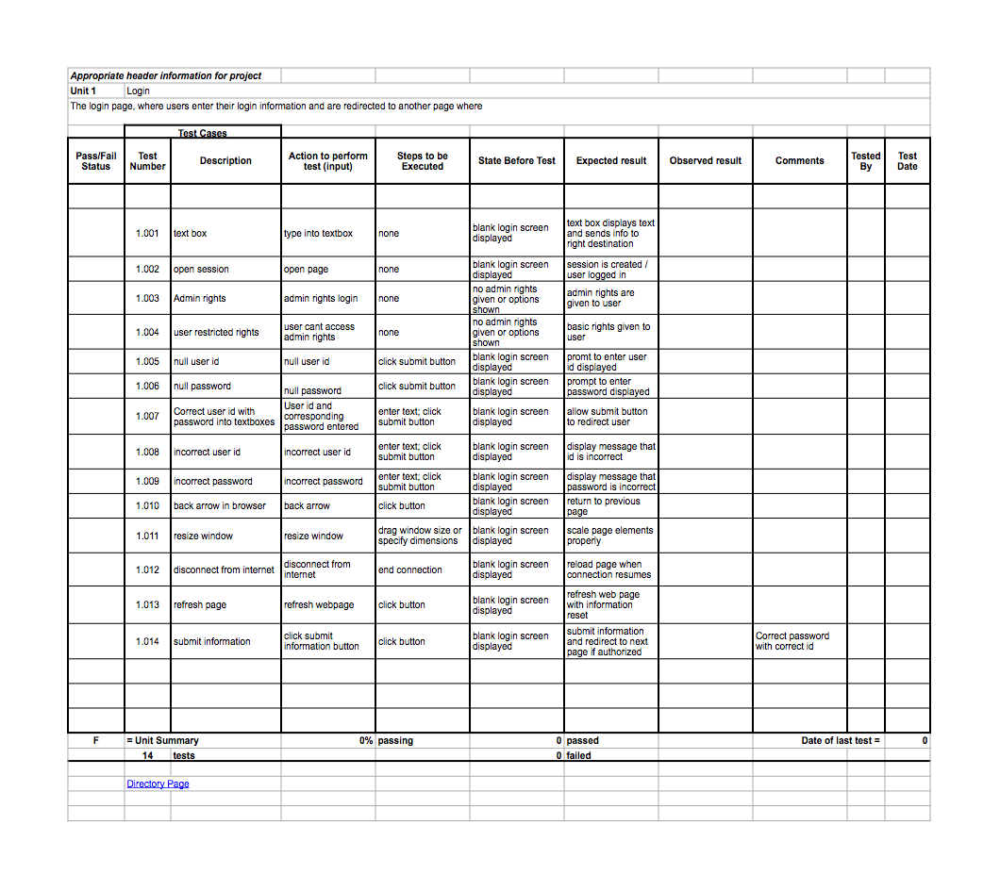 Appropriate header information for project
Unit 1 Login
The login page, where users enter their login information and are redirected to another page where
Test Cases
Pass/Fail Status Test Number Description Action to perform test (input) Steps to be Executed State Before Test Expected result Observed result Comments Tested By Test Date
1.001 text box type into textbox none blank login screen displayed text box displays text and sends info to right destination
1.002 open session open page none blank login screen displayed session is created / user logged in
1.003 Admin rights admin rights login none no admin rights given or options shown admin rights are given to user
1.004 user restricted rights user cant access admin rights none no admin rights given or options shown basic rights given to user
1.005 null user id null user id click submit button blank login screen displayed promt to enter user id displayed
1.006 null password null password click submit button blank login screen displayed prompt to enter password displayed
1.007 Correct user id with password into textboxes User id and corresponding password entered enter text; click submit button blank login screen displayed allow submit button to redirect user
1.008 incorrect user id incorrect user id enter text; click submit button blank login screen displayed display message that id is incorrect
1.009 incorrect password incorrect password enter text; click submit button blank login screen displayed display message that password is incorrect
1.010 back arrow in browser back arrow click button blank login screen displayed return to previous page
1.011 resize window resize window drag window size or specify dimensions blank login screen displayed scale page elements properly
1.012 disconnect from internet disconnect from internet end connection blank login screen displayed reload page when connection resumes
1.013 refresh page refresh webpage click button blank login screen displayed refresh web page with information reset
1.014 submit information click submit information button click button blank login screen displayed submit information and redirect to next page if authorized Correct password with correct id
F = Unit Summary 0% passing 0 passed Date of last test = 0
14 tests 0 failed
Directory Page